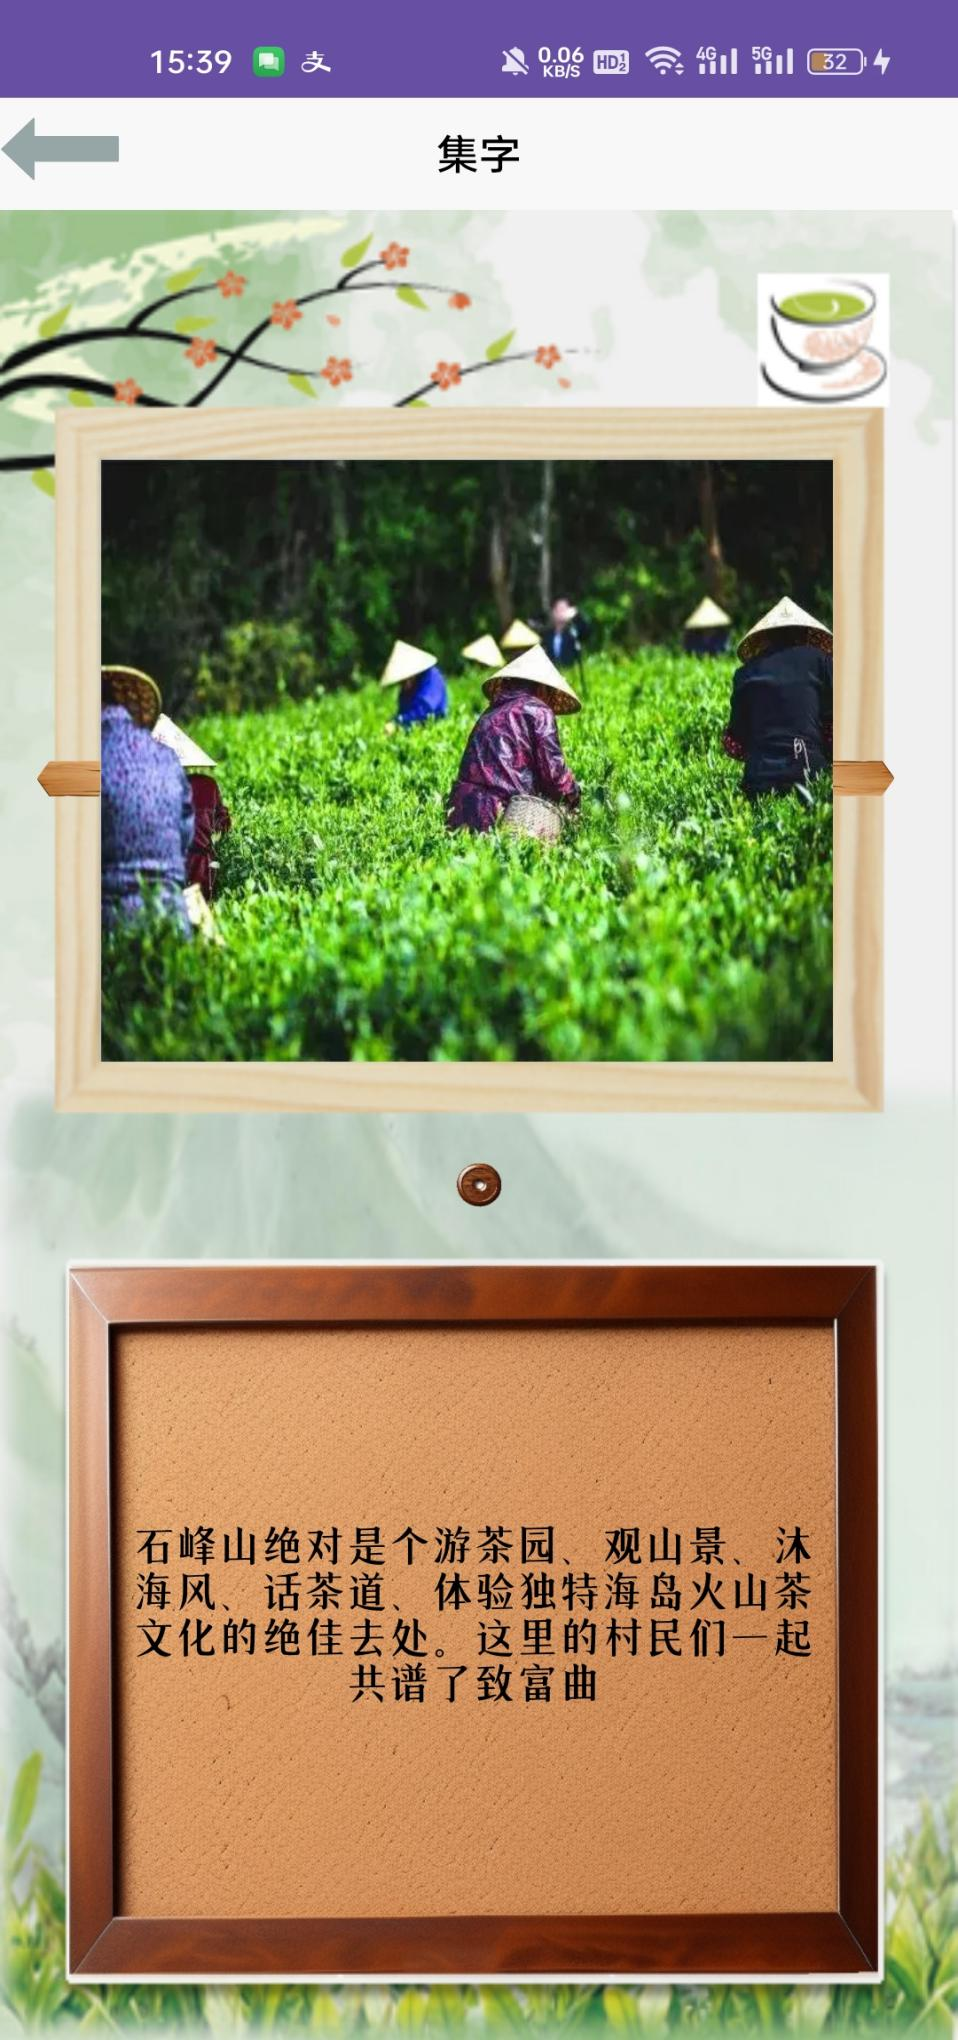 15:39
支
0.06
KB/S
HD 1 2
4G
5G
32
集字
石峰山绝对是个游茶园、观山景、沐
海风、话茶道、体验独特海岛火山茶
文化的绝佳去处。这里的村民们一起
共谱了致富曲